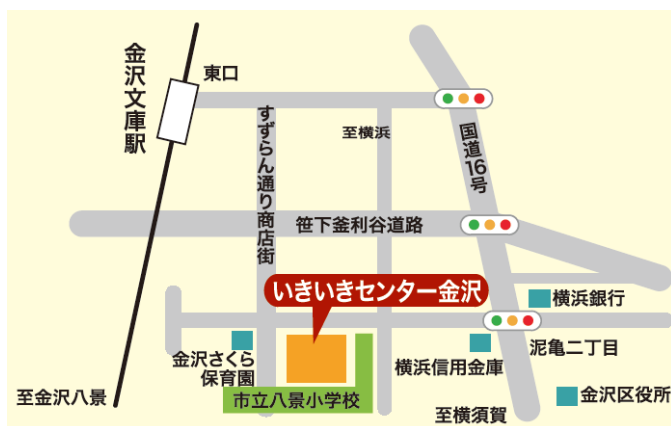 金沢文庫駅
東口
すずらん通り商店街
至横浜
国道16号
笹下釜利谷道路
いきいきセンター金沢
横浜銀行
泥亀二丁目
金沢さくら
保育園
横浜信用金庫
至金沢八景
市立八景小学校
至横須賀
金沢区役所